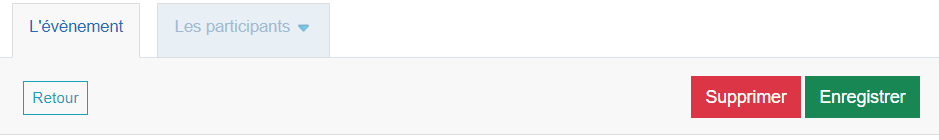 L'évènement Les participants
Retour Supprimer Enregistrer